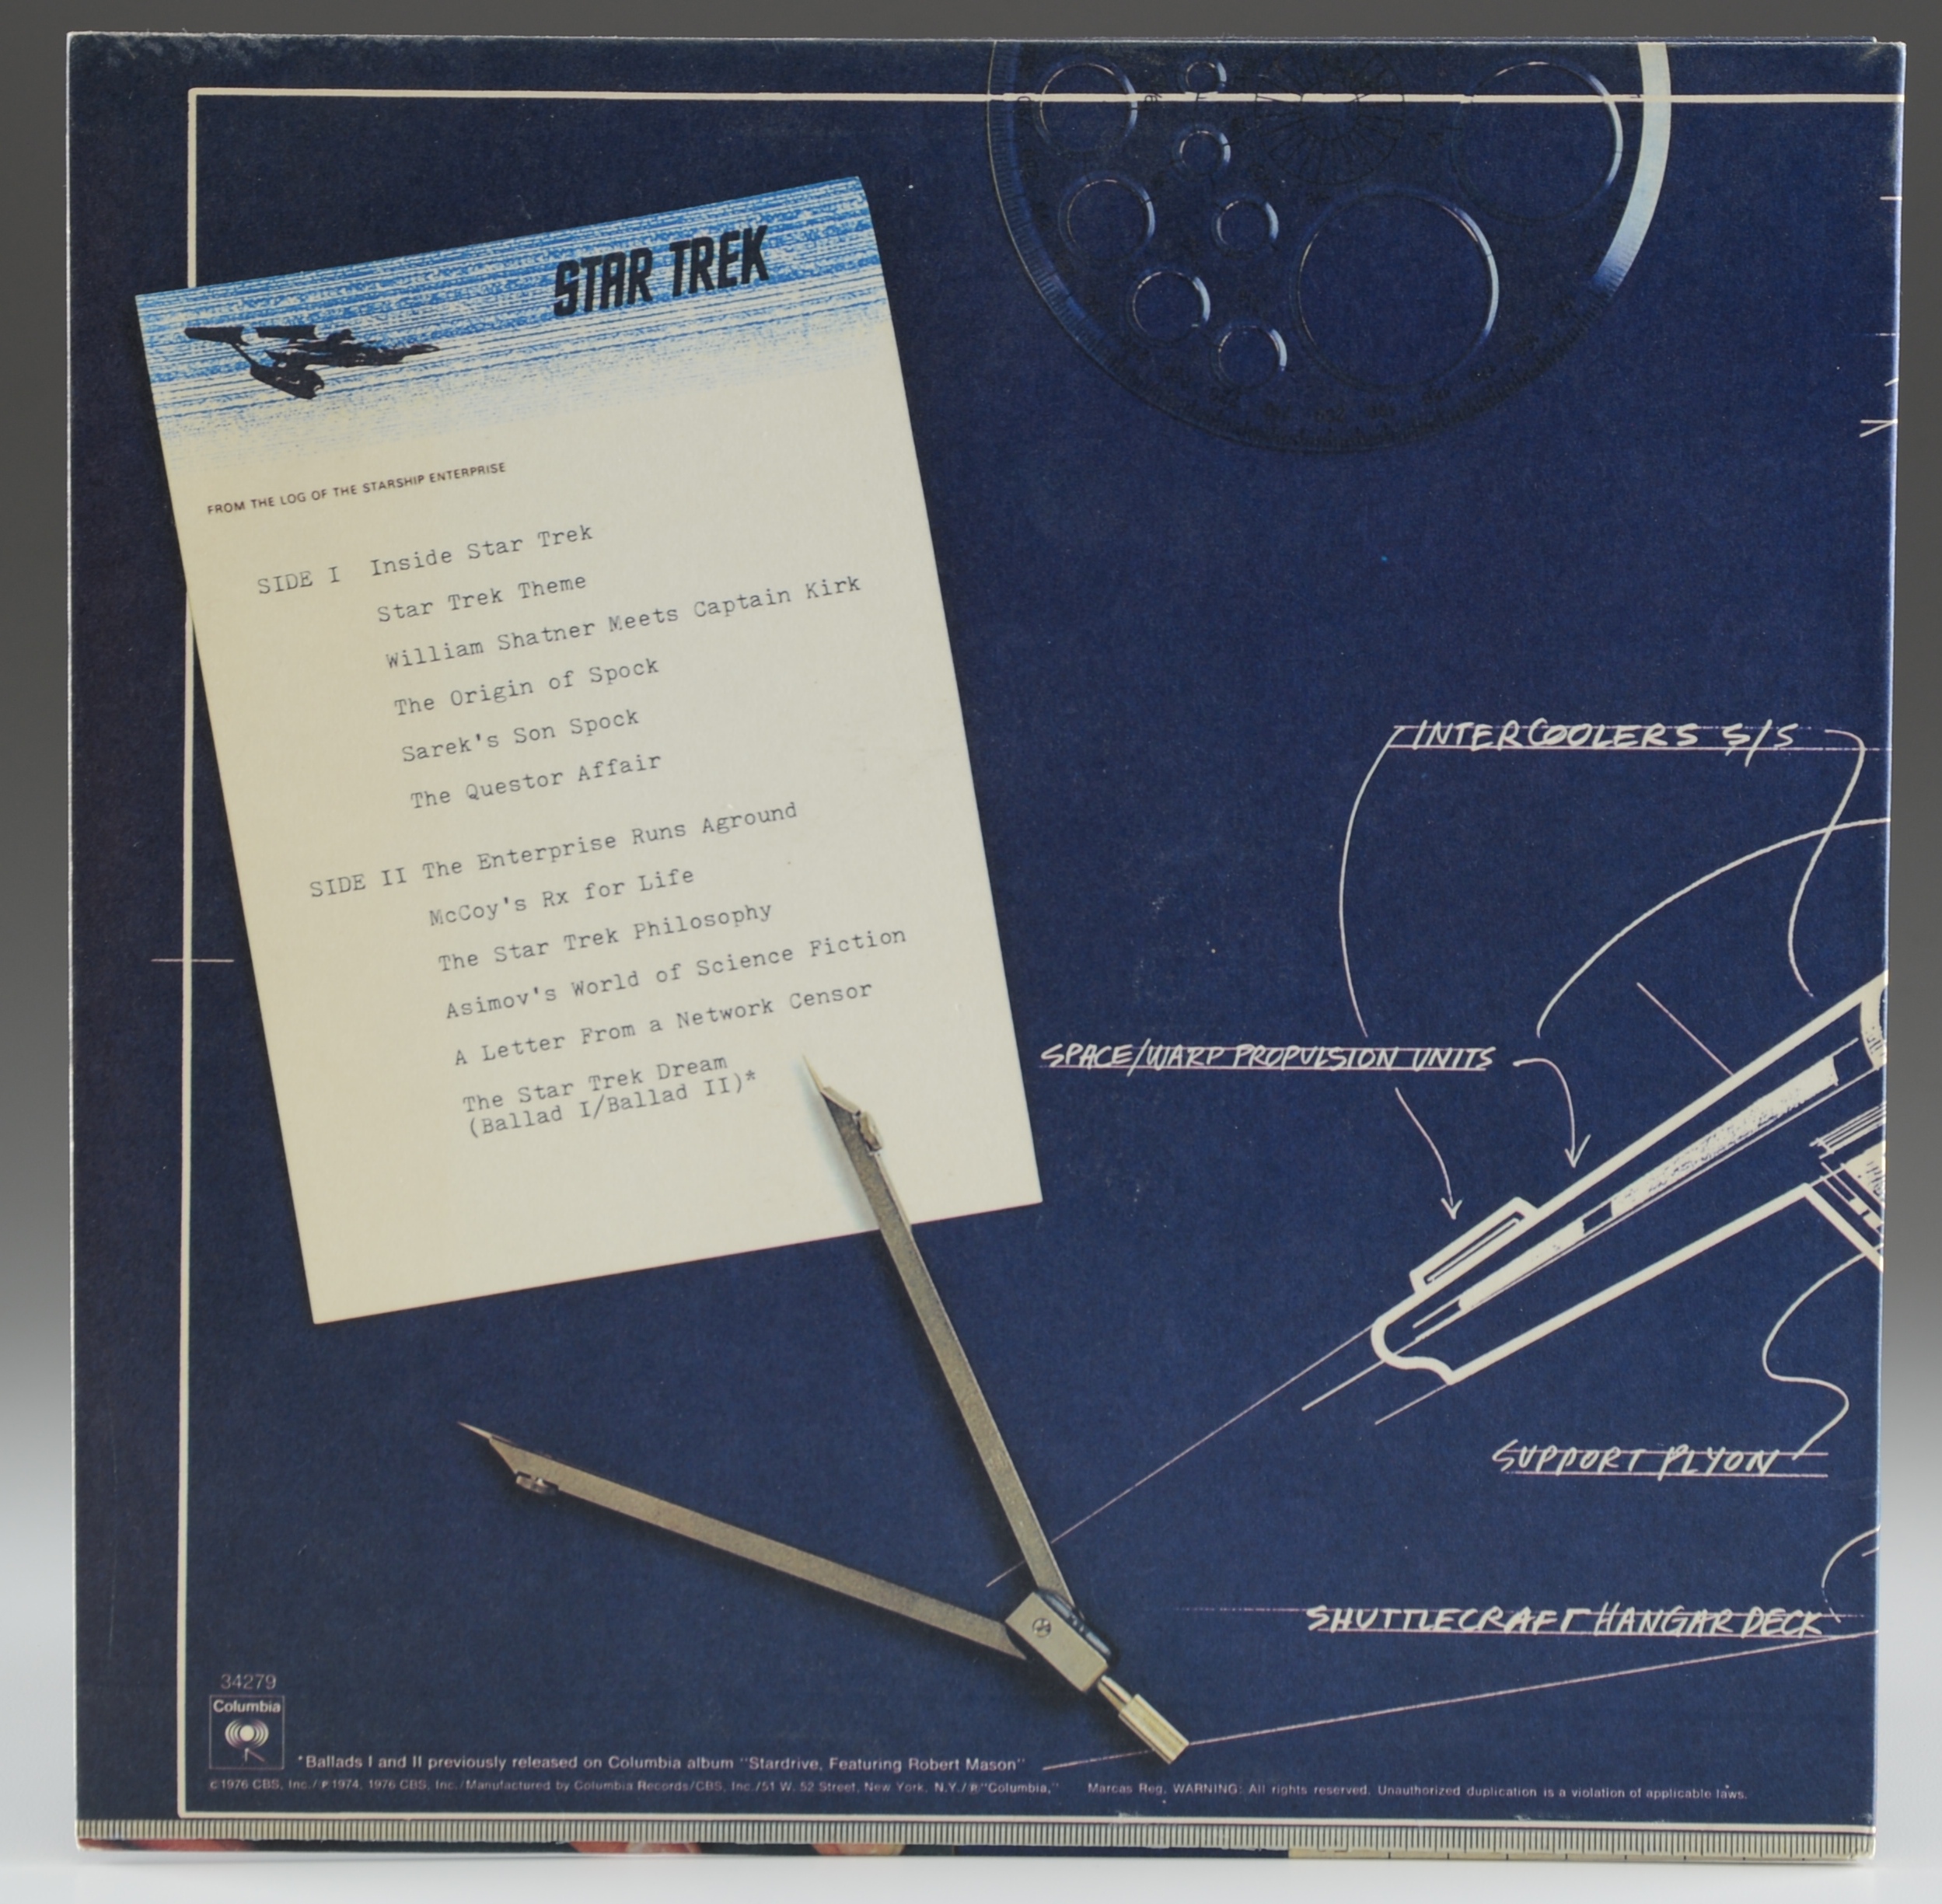 STAR TREK
FROM THE LOG OF THE STARSHIP ENTERPRISE
SIDE I Inside Star Trek
Star Trek Theme
William Shatner Meets Captain Kirk
The Origin of Spock
Sarek's Son Spock
The Questor Affair
SIDE II The Enterprise Runs Aground
McCoy's Rx for Life
The Star Trek Philosophy
Asimov's World of Science Fiction
A Letter From a Network Censor
The Star Trek Dream
(Ballad I/Ballad II)*
INTERCOOLERS S/S
SPACE/WARP PROPULSION UNITS
SUPPORT PLYON
SHUTTLECRAFT HANGAR DECK
34279
Columbia
*Ballads I and II previously released on Columbia album "Stardrive, Featuring Robert Mason"
©1976 CBS, Inc./℗1974, 1976 CBS, Inc./Manufactured by Columbia Records/CBS, Inc./51 W. 52 Street, New York, N.Y./® "Columbia," Marcas Reg. WARNING: All rights reserved. Unauthorized duplication is a violation of applicable laws.